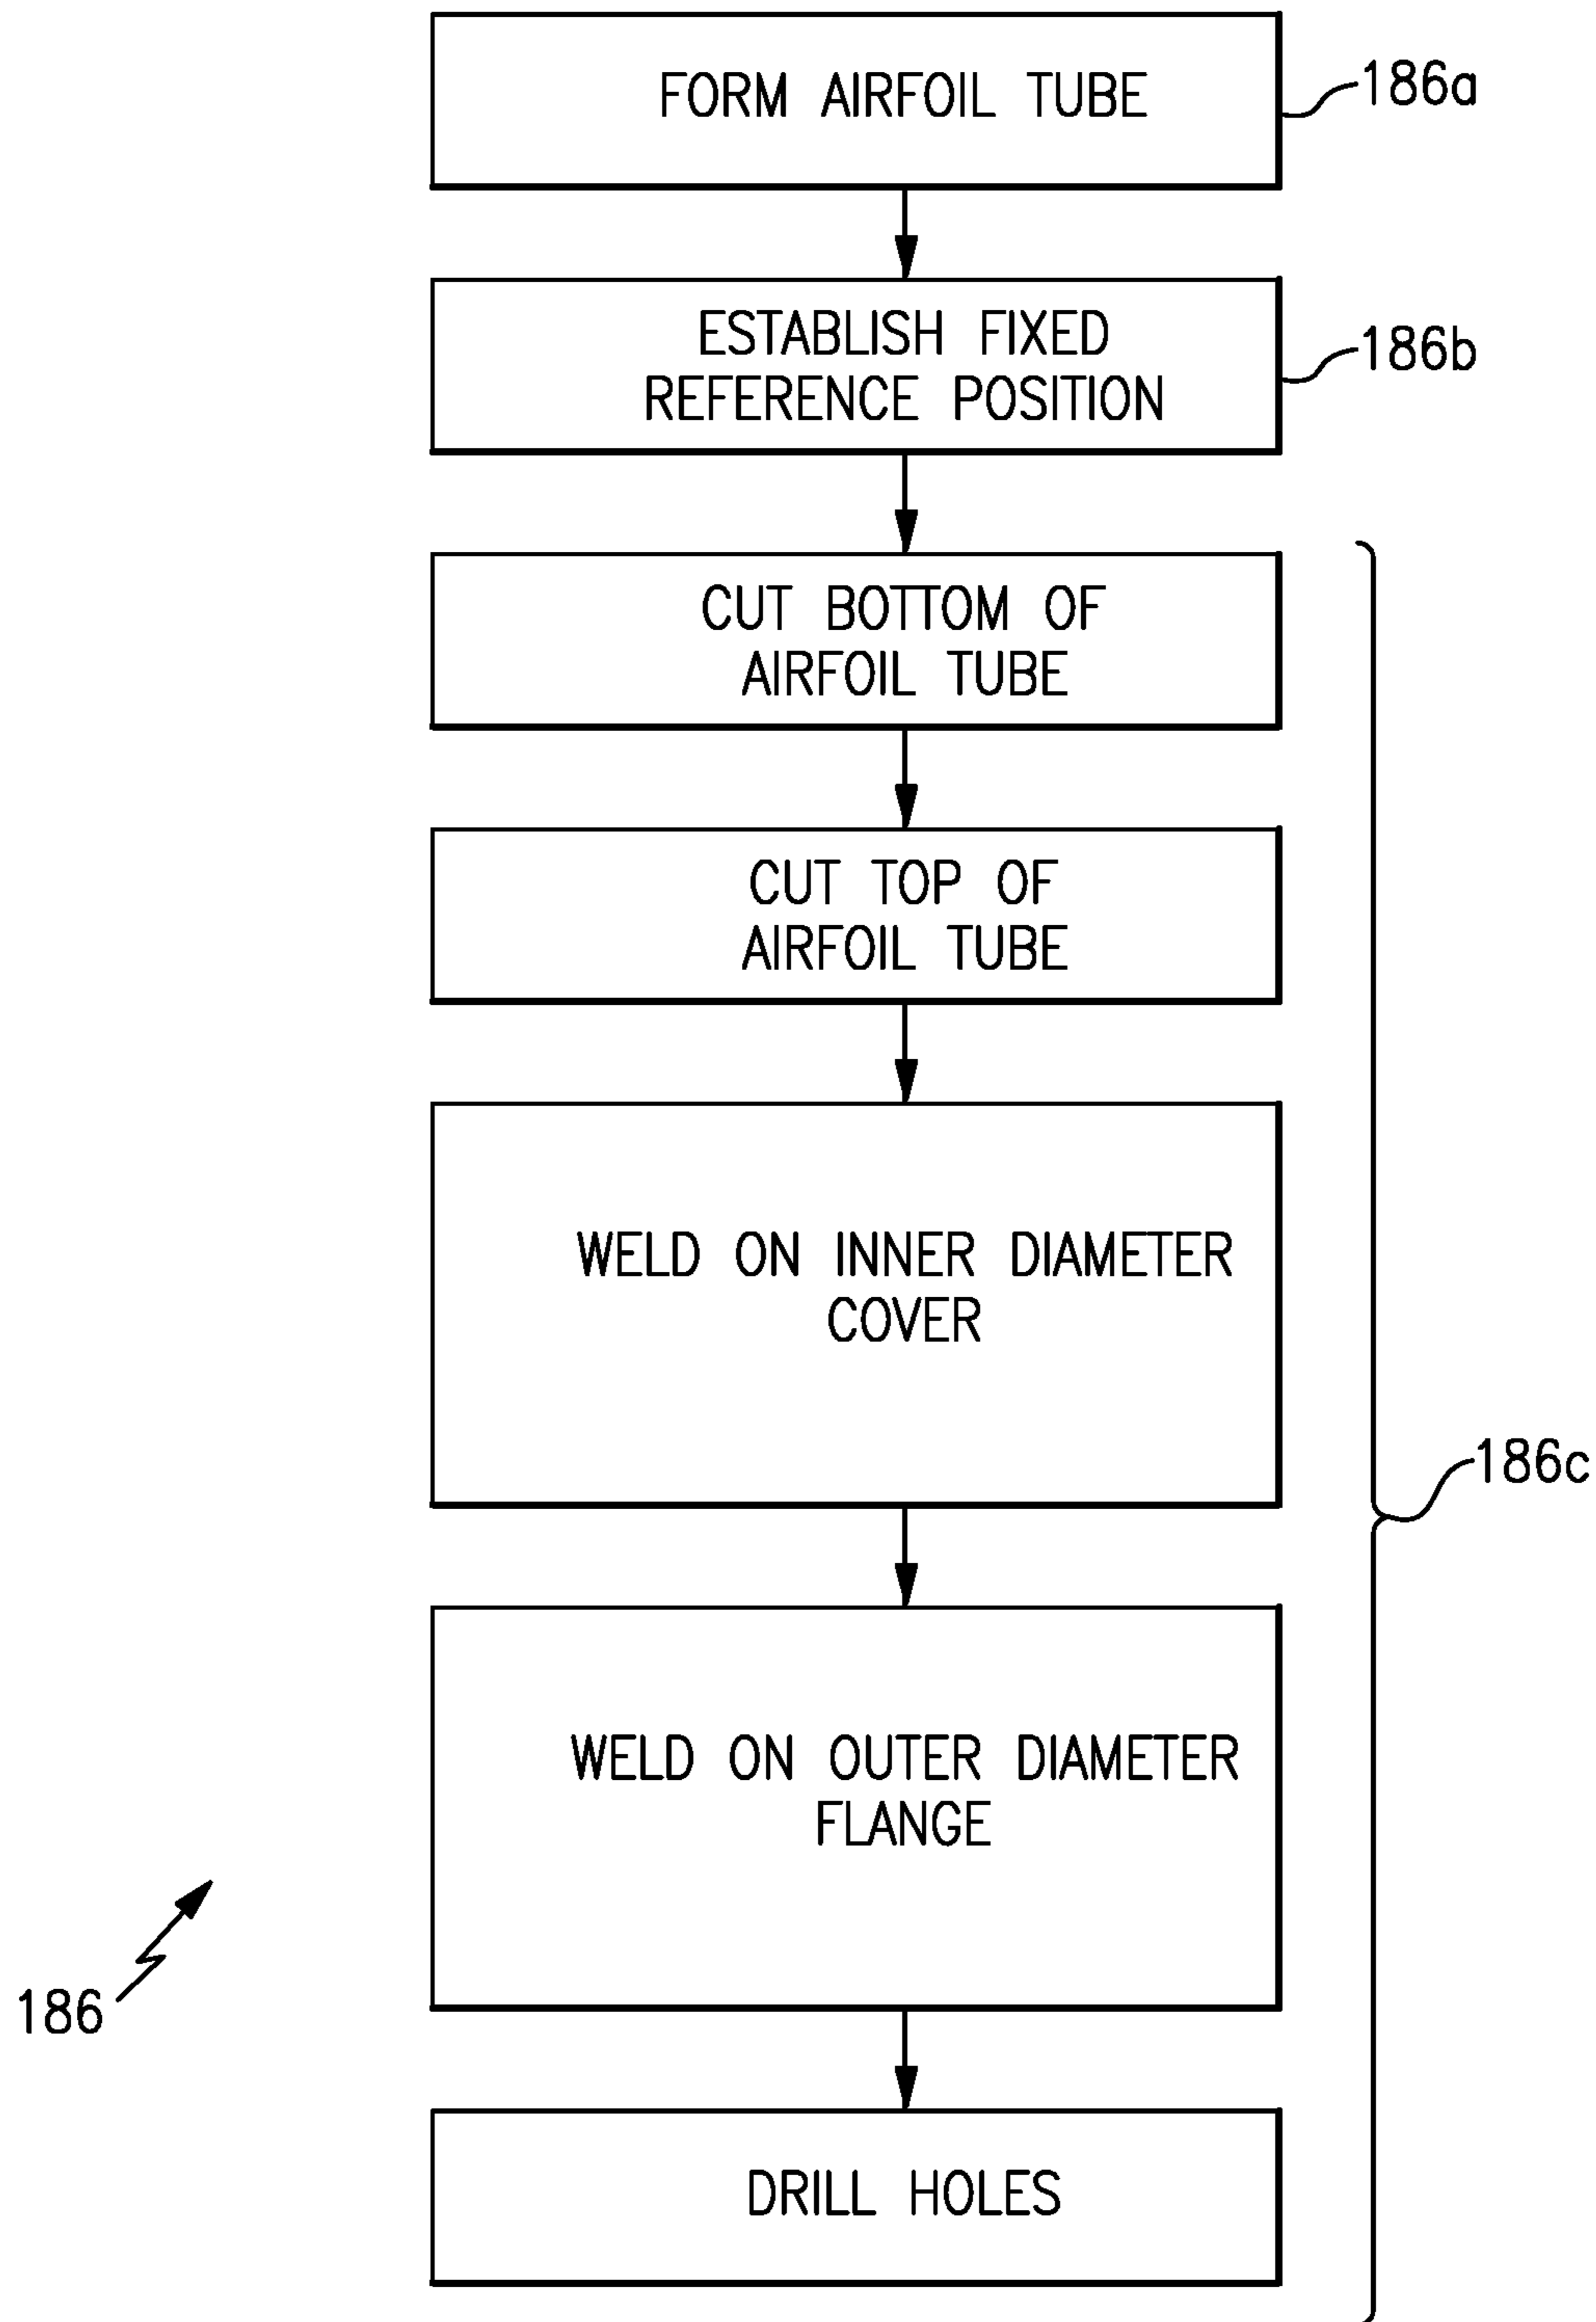 FORM AIRFOIL TUBE
186a
ESTABLISH FIXED
REFERENCE POSITION
186b
CUT BOTTOM OF
AIRFOIL TUBE
CUT TOP OF
AIRFOIL TUBE
WELD ON INNER DIAMETER
COVER
186c
WELD ON OUTER DIAMETER
FLANGE
186
DRILL HOLES